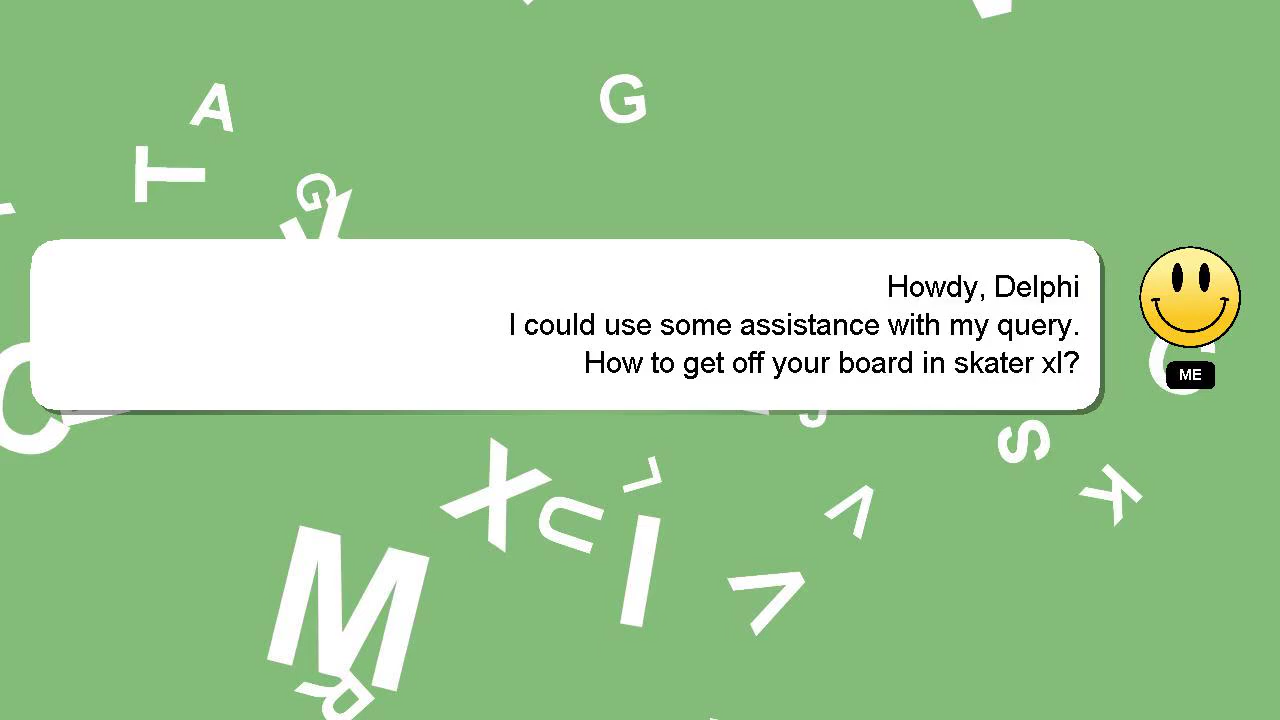 A
G
T
G
Howdy, Delphi
I could use some assistance with my query.
How to get off your board in skater xl?
ME
C
S
X
L
K
U
V
I
M
V
R